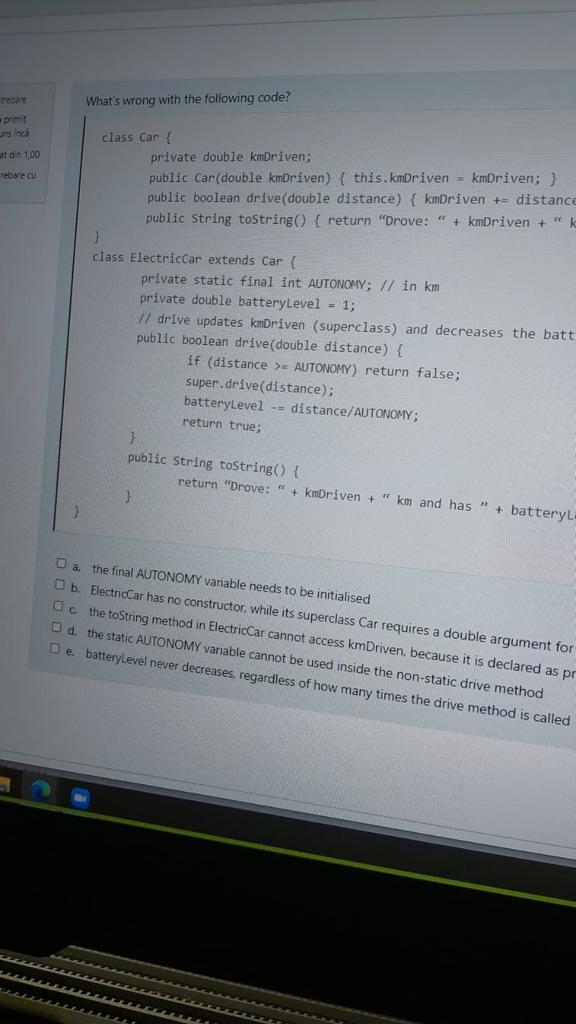 trebare
primit
uns încă
at din 1,00
rebare cu
What's wrong with the following code?
class Car {
private double kmDriven;
public Car(double kmDriven) { this.kmDriven = kmDriven; }
public boolean drive(double distance) { kmDriven += distance
public String toString() { return “Drove: “ + kmDriven + “ k
}
class ElectricCar extends Car {
private static final int AUTONOMY; // in km
private double batteryLevel = 1;
// drive updates kmDriven (superclass) and decreases the batt
public boolean drive(double distance) {
if (distance >= AUTONOMY) return false;
super.drive(distance);
batteryLevel -= distance/AUTONOMY;
return true;
}
public String toString() {
return “Drove: “ + kmDriven + “ km and has ” + batteryL
}
}
a. the final AUTONOMY variable needs to be initialised
b. ElectricCar has no constructor, while its superclass Car requires a double argument for
c. the toString method in ElectricCar cannot access kmDriven, because it is declared as pr
d. the static AUTONOMY variable cannot be used inside the non-static drive method
e. batteryLevel never decreases, regardless of how many times the drive method is called